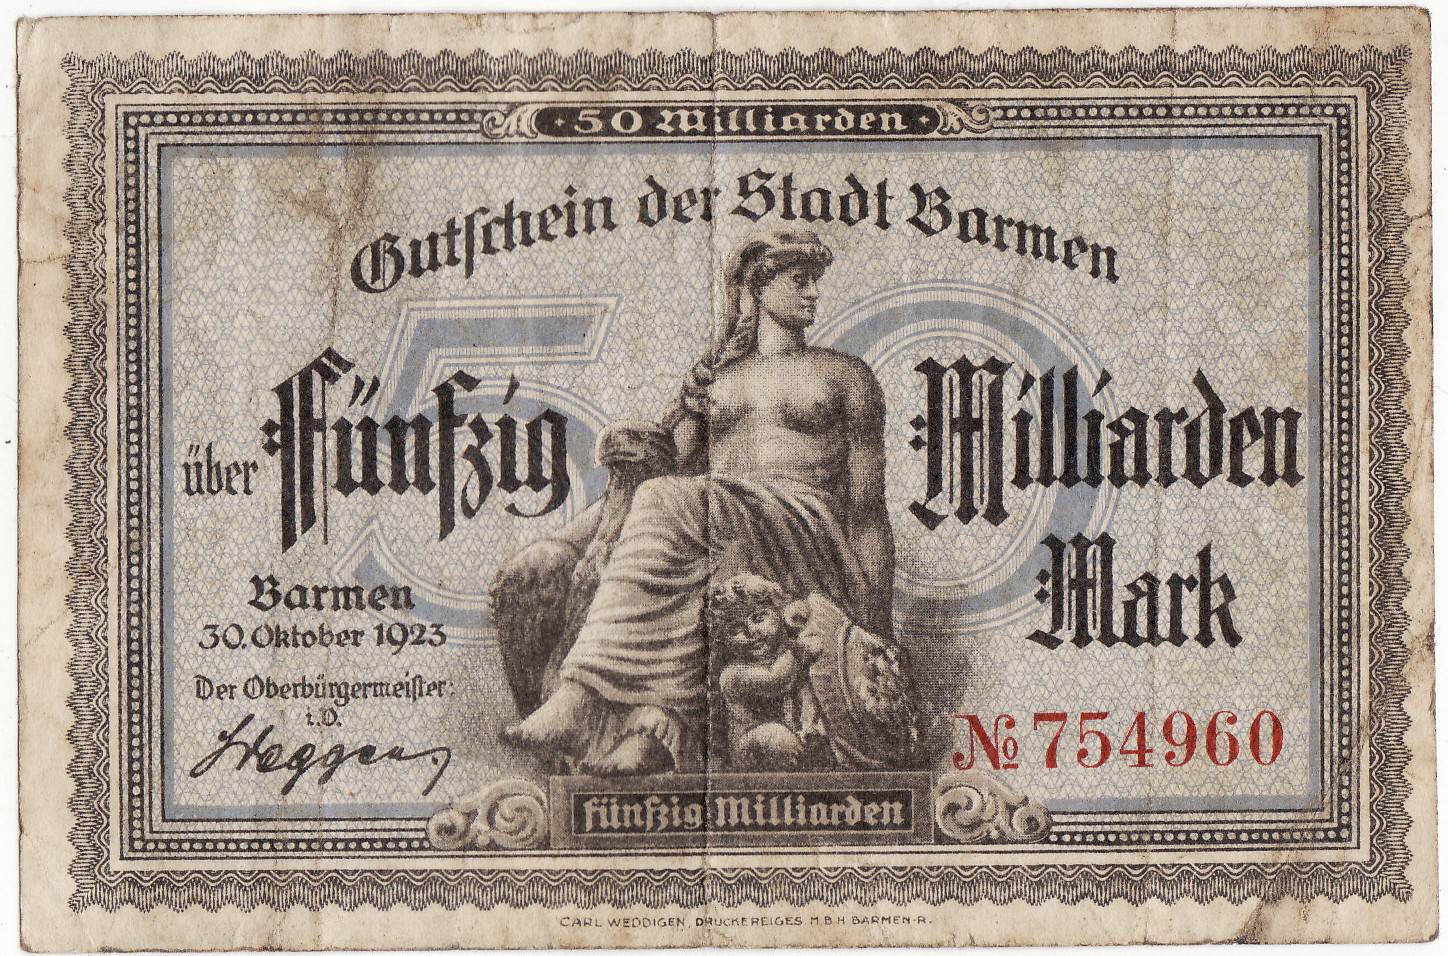 50 Milliarden
Gutschein der Stadt Barmen
über Fünfzig Milliarden
Mark
Barmen
30. Oktober 1923
Der Oberbürgermeister:
№ 754960
Fünfzig Milliarden
CARL WEDDIGEN, DRUCKEREIGES. M.B.H. BARMEN-R.